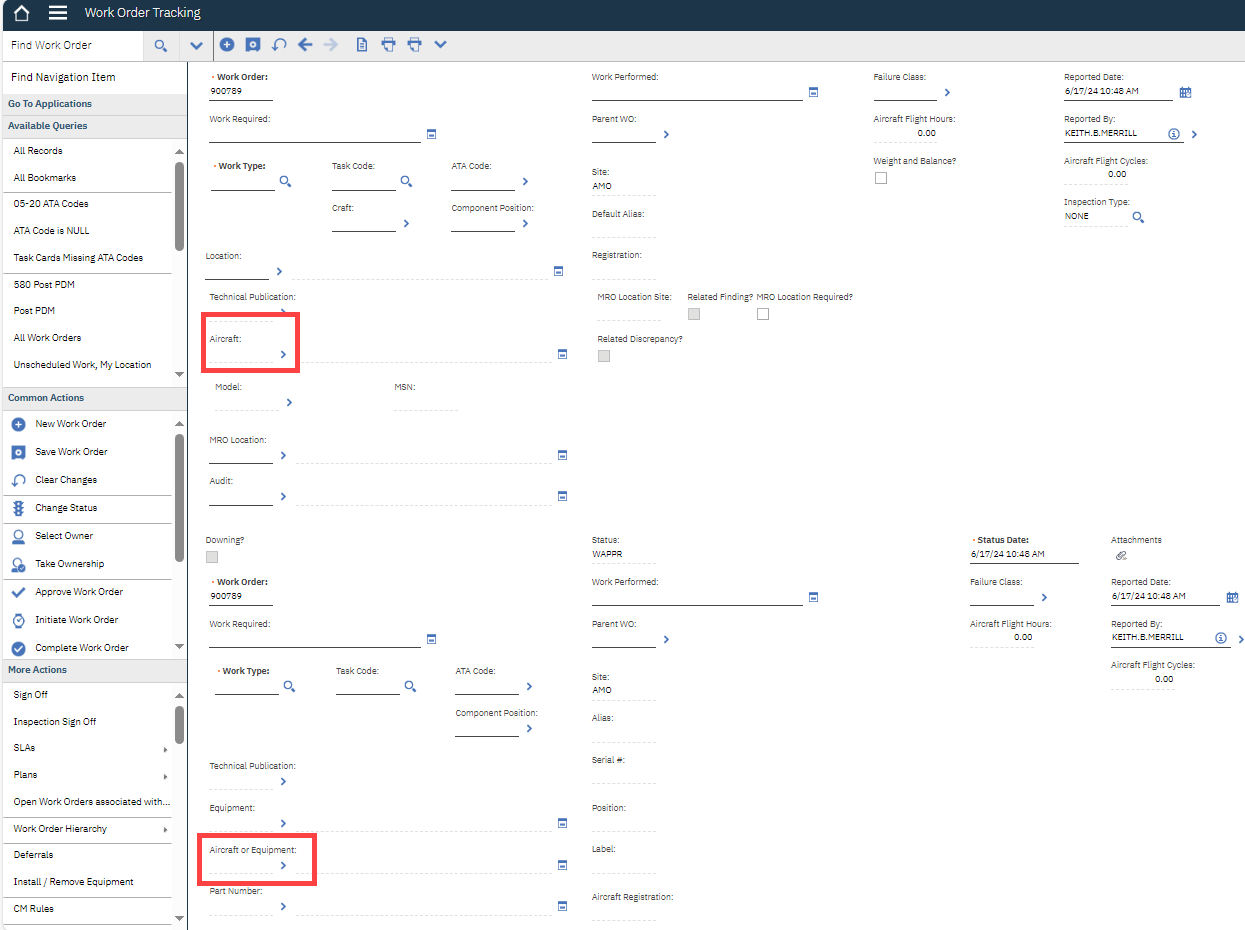 Work Order Tracking
Find Work Order
Find Navigation Item
Go To Applications
Available Queries
All Records
All Bookmarks
05-20 ATA Codes
ATA Code is NULL
Task Cards Missing ATA Codes
580 Post PDM
Post PDM
All Work Orders
Unscheduled Work, My Location
Common Actions
New Work Order
Save Work Order
Clear Changes
Change Status
Select Owner
Take Ownership
Approve Work Order
Initiate Work Order
Complete Work Order
More Actions
Sign Off
Inspection Sign Off
SLAs
Plans
Open Work Orders associated with...
Work Order Hierarchy
Deferrals
Install / Remove Equipment
CM Rules
Work Order: Work Performed: Failure Class: Reported Date:
900789 6/17/24 10:48 AM
Work Required: Parent WO: Aircraft Flight Hours: Reported By:
0.00 KEITH.B.MERRILL
Work Type: Task Code: ATA Code: Site: Weight and Balance? Aircraft Flight Cycles:
AMO 0.00
Craft: Component Position: Default Alias: Inspection Type:
NONE
Location: Registration:
Technical Publication: MRO Location Site: Related Finding? MRO Location Required?
Aircraft: Related Discrepancy?
Model: MSN:
MRO Location:
Audit:
Downing? Status: Status Date: Attachments
WAPPR 6/17/24 10:48 AM
Work Order: Work Performed: Failure Class: Reported Date:
900789 6/17/24 10:48 AM
Work Required: Parent WO: Aircraft Flight Hours: Reported By:
0.00 KEITH.B.MERRILL
Work Type: Task Code: ATA Code: Site: Aircraft Flight Cycles:
AMO 0.00
Component Position: Alias:
Technical Publication: Serial #:
Equipment: Position:
Aircraft or Equipment: Label:
Part Number: Aircraft Registration: